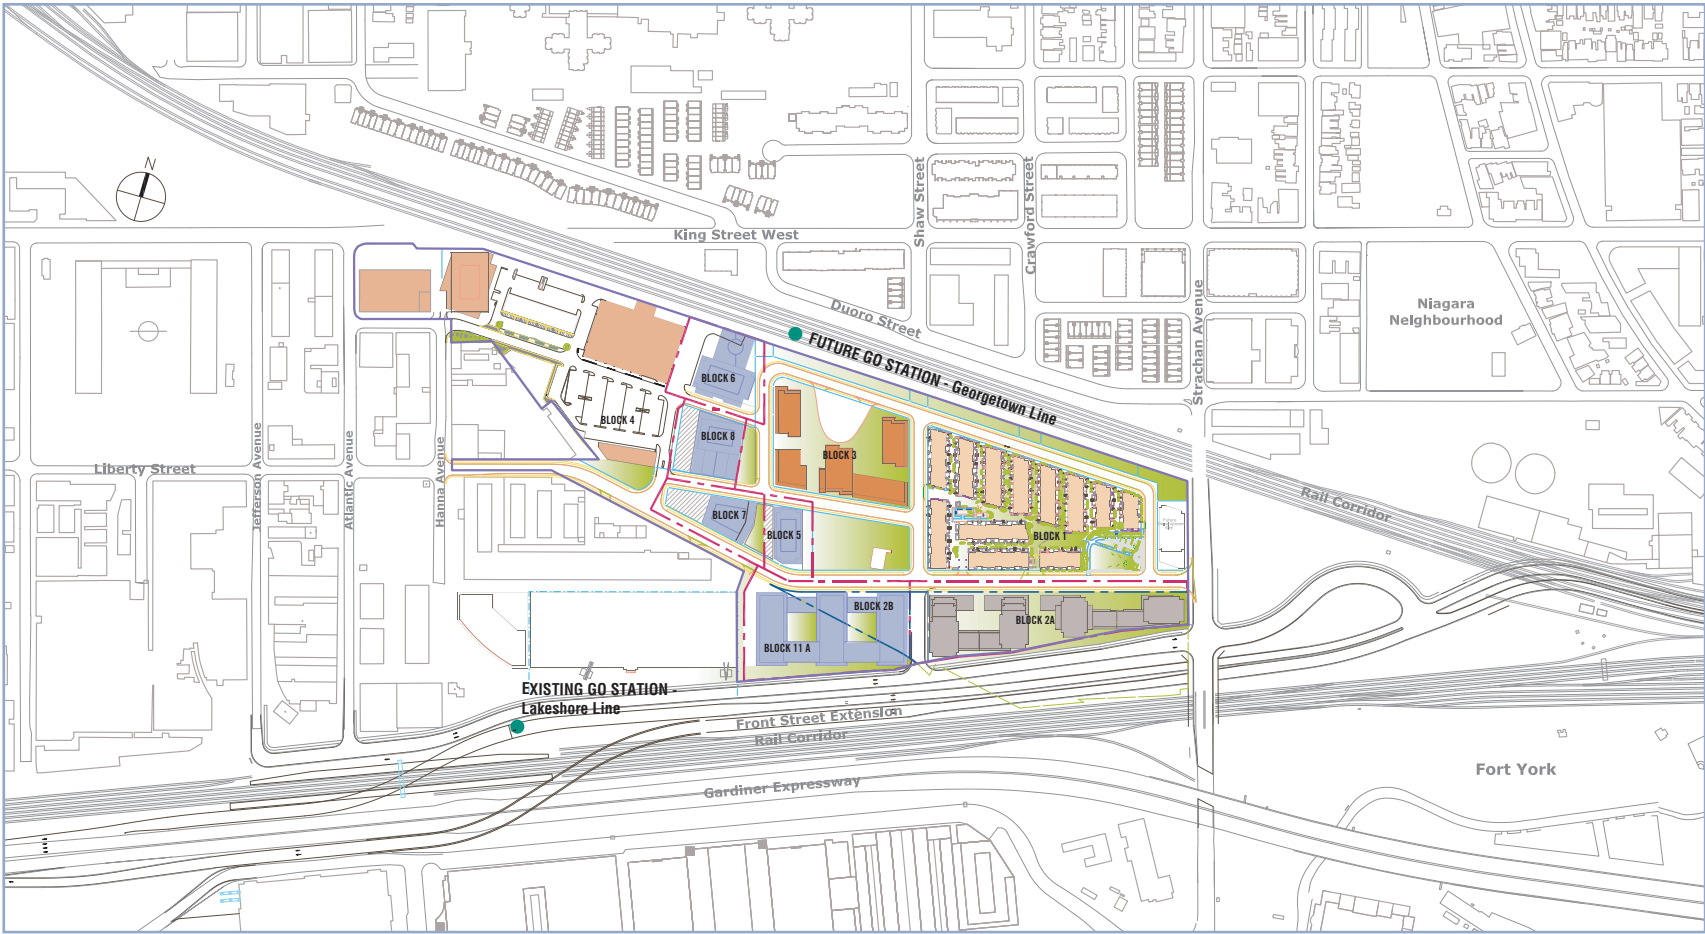 N
King Street West
Shaw Street
Crawford Street
Strachan Avenue
Duoro Street
Niagara
Neighbourhood
FUTURE GO STATION - Georgetown Line
BLOCK 6
BLOCK 4
BLOCK 8
BLOCK 3
Liberty Street
Jefferson Avenue
Atlantic Avenue
Hanna Avenue
BLOCK 7
BLOCK 5
BLOCK 1
Rail Corridor
BLOCK 2B
BLOCK 2A
BLOCK 11 A
EXISTING GO STATION -
Lakeshore Line
Front Street Extension
Rail Corridor
Gardiner Expressway
Fort York